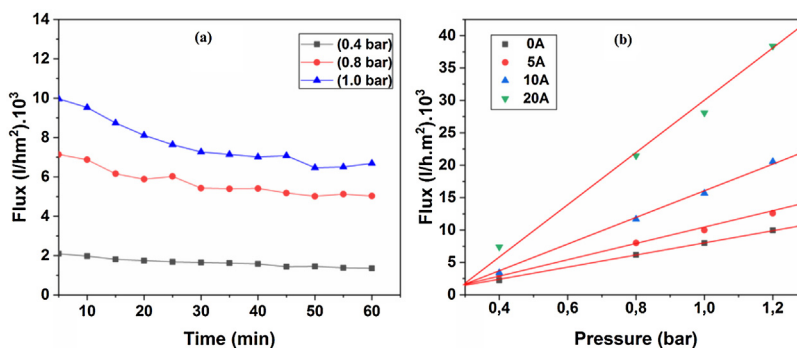 (a)
(0.4 bar)
(0.8 bar)
(1.0 bar)
Flux (l/hm²).10³
14
12
10
8
6
4
2
0
10 20 30 40 50 60
Time (min)
(b)
0A
5A
10A
20A
Flux (l/h.m²).10³
40
35
30
25
20
15
10
5
0
0,4 0,6 0,8 1,0 1,2
Pressure (bar)